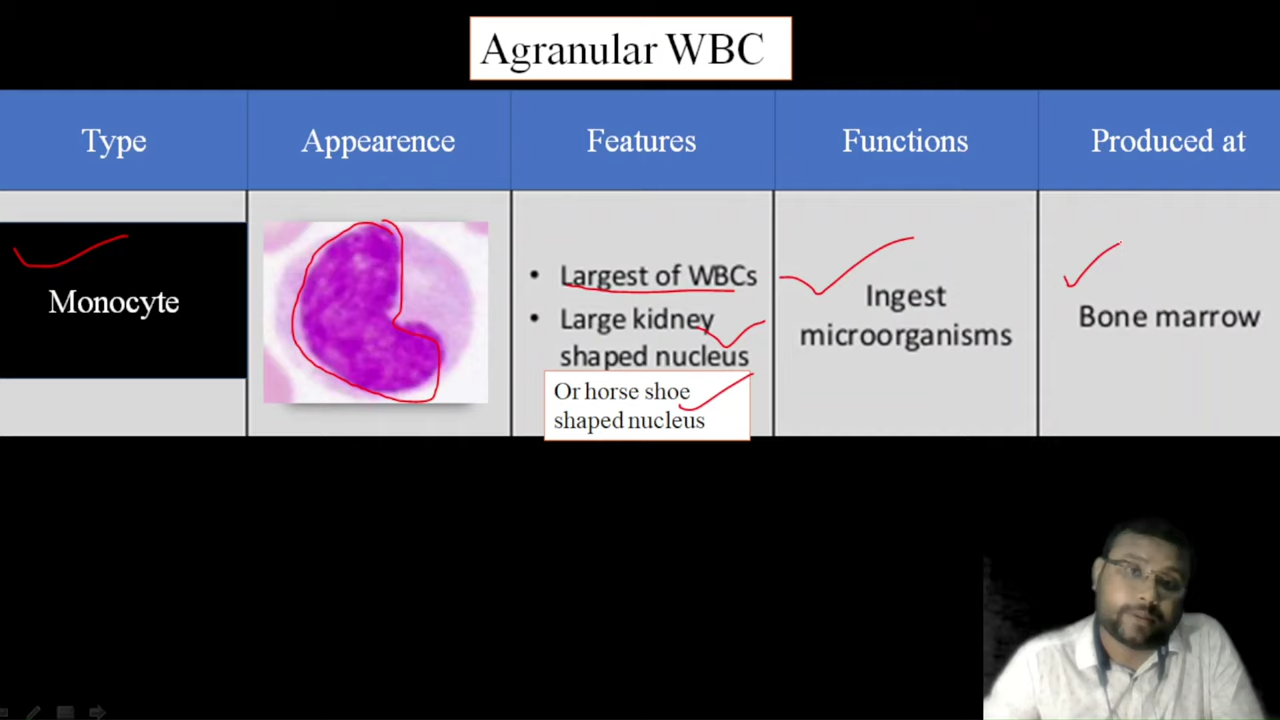 Agranular WBC
Type
Appearence
Features
Functions
Produced at
Monocyte
• Largest of WBCs
• Large kidney
shaped nucleus
Or horse shoe
shaped nucleus
Ingest
microorganisms
Bone marrow